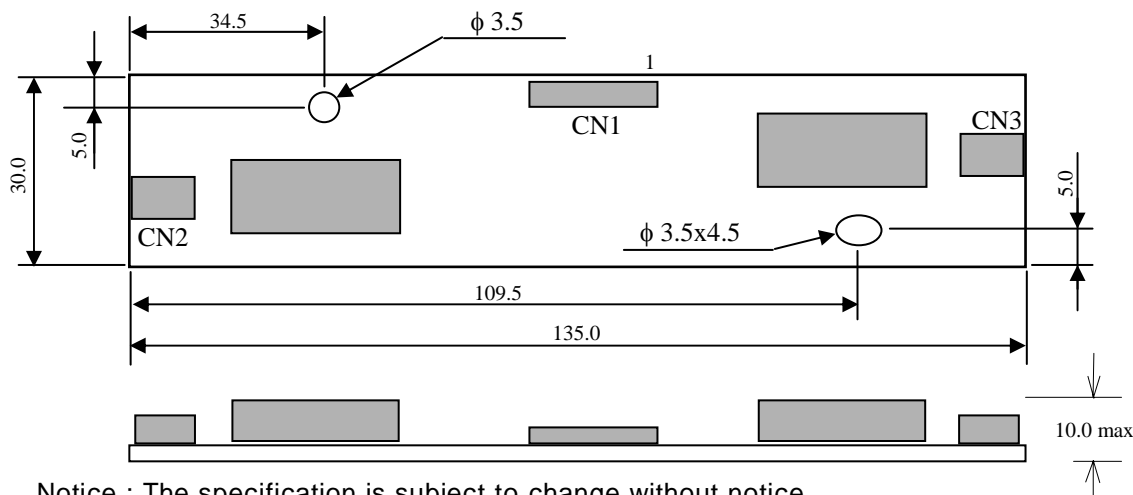 34.5
ϕ 3.5
1
5.0
30.0
CN1
CN3
5.0
CN2
ϕ 3.5x4.5
109.5
135.0
10.0 max
Notice : The specification is subject to change without notice